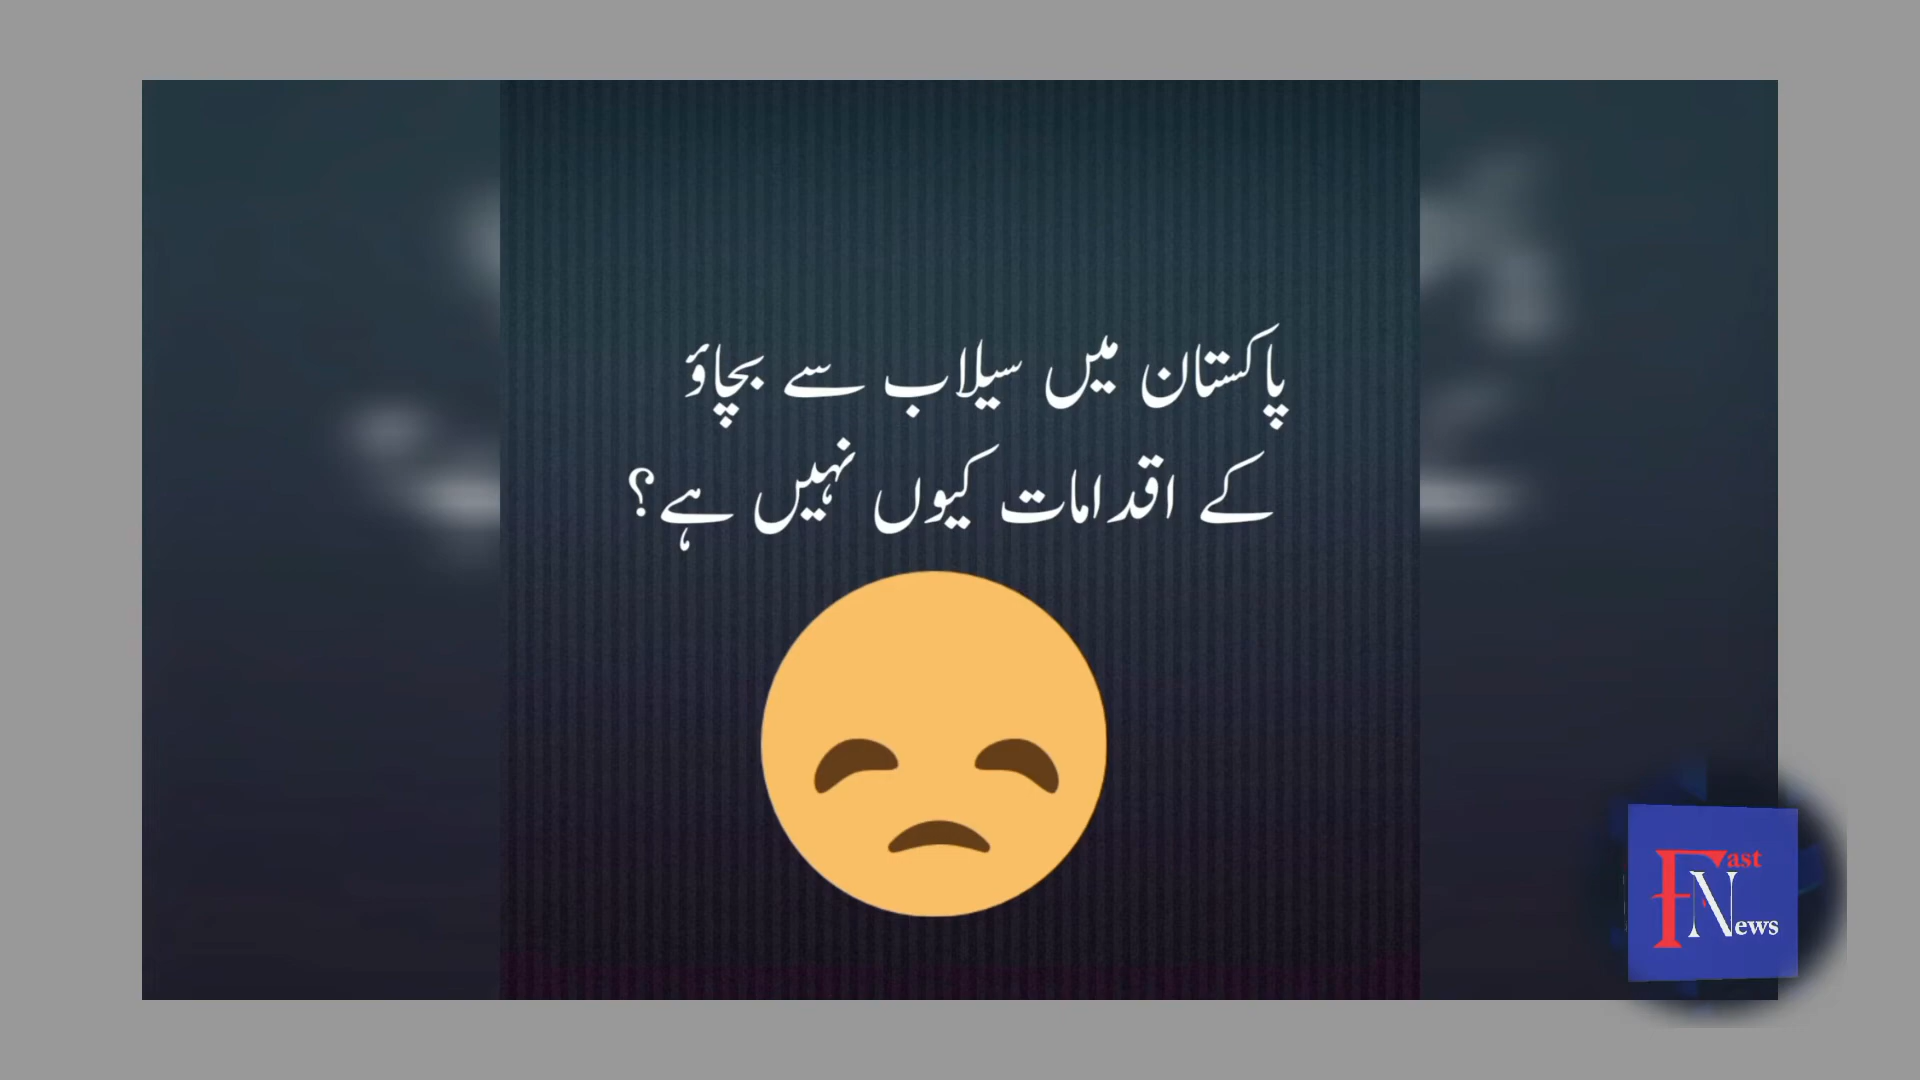 پاکستان میں سیلاب سے بچاؤ
کے اقدامات کیوں نہیں ہے؟
Fast
News